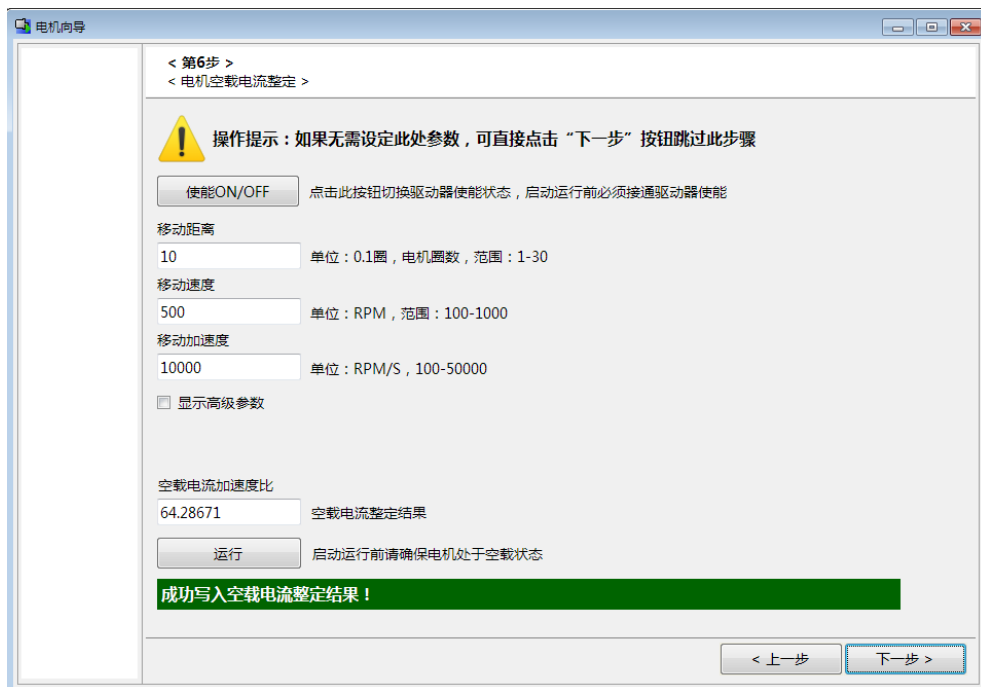 电机向导
< 第6步 >
< 电机空载电流整定 >
操作提示：如果无需设定此处参数，可直接点击“下一步”按钮跳过此步骤
使能ON/OFF 点击此按钮切换驱动器使能状态，启动运行前必须接通驱动器使能
移动距离
10 单位：0.1圈，电机圈数，范围：1-30
移动速度
500 单位：RPM，范围：100-1000
移动加速度
10000 单位：RPM/S，100-50000
显示高级参数
空载电流加速度比
64.28671 空载电流整定结果
运行 启动运行前请确保电机处于空载状态
成功写入空载电流整定结果！
< 上一步 下一步 >